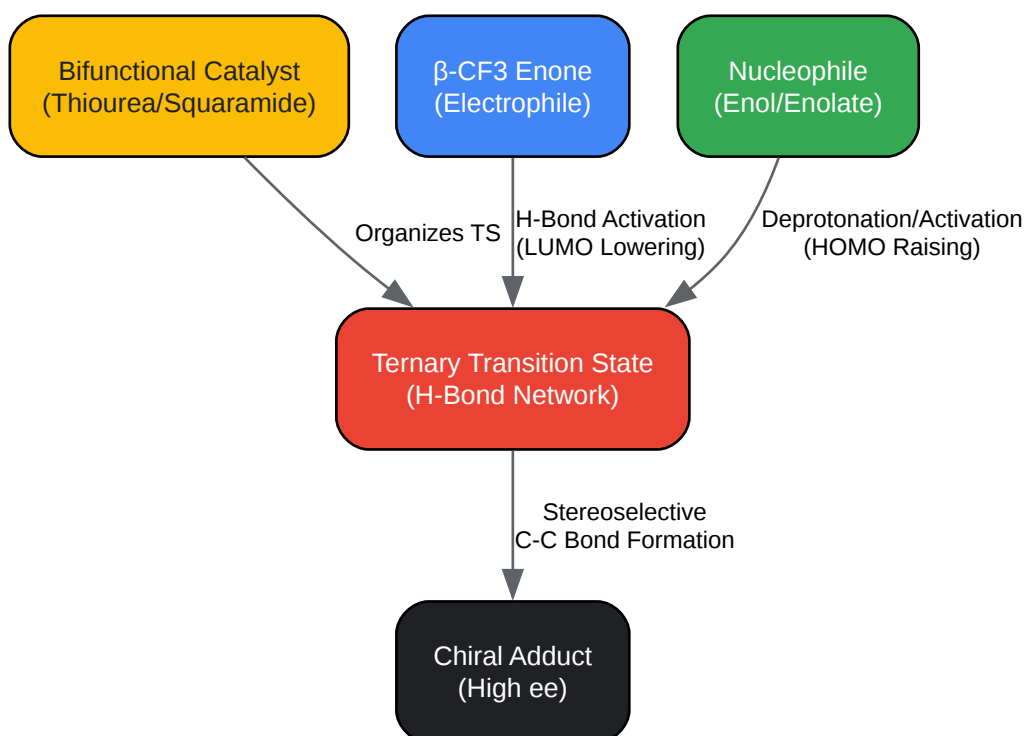 Bifunctional Catalyst
(Thiourea/Squaramide)
β-CF3 Enone
(Electrophile)
Nucleophile
(Enol/Enolate)
Organizes TS
H-Bond Activation
(LUMO Lowering)
Deprotonation/Activation
(HOMO Raising)
Ternary Transition State
(H-Bond Network)
Stereoselective
C-C Bond Formation
Chiral Adduct
(High ee)